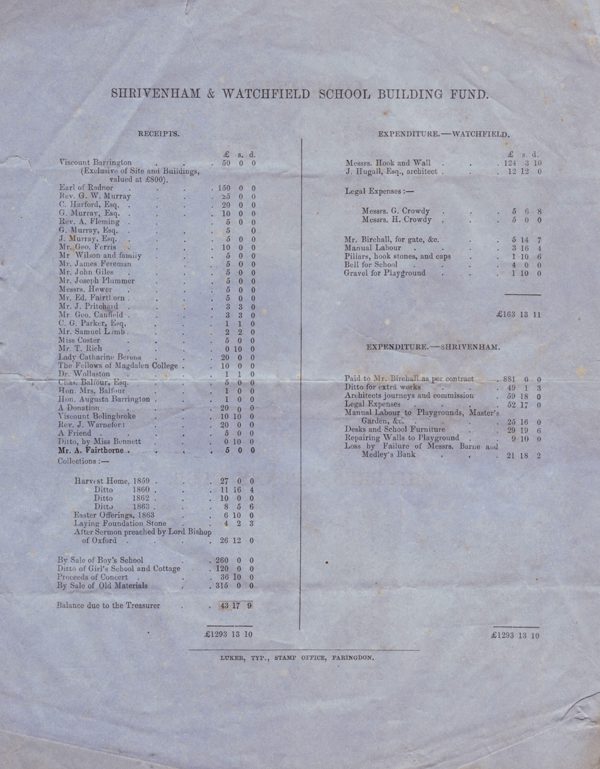 SHRIVENHAM & WATCHFIELD SCHOOL BUILDING FUND.
RECEIPTS.
£ s. d.
Viscount Barrington . . . 50 0 0
(Exclusive of Site and Buildings,
valued at £800).
Earl of Radnor . . . 150 0 0
Rev. G. W. Murray . . . 25 0 0
C. Harford, Esq. . . . 20 0 0
G. Murray, Esq. . . . 10 0 0
Rev. A. Fleming . . . 5 0 0
G. Murray, Esq. . . . 5 0
J. Murray, Esq. . . . 5 0 0
Mr. Geo. Ferris . . . 10 0 0
Mr Wilson and family . . . 5 0 0
Mr. James Fereman . . . 5 0 0
Mr. John Giles . . . 5 0 0
Mr. Joseph Plummer . . . 5 0 0
Messrs. Hewer . . . 5 0 0
Mr. Ed. Fairthorn . . . 5 0 0
Mr. J. Pritchard . . . 3 3 0
Mr. Geo. Canfield . . . 3 3 0
C. G. Parker, Esq. . . . 1 1 0
Mr. Samuel Limb . . . 2 2 0
Miss Coster . . . 5 0 0
Mr. T. Rich . . . 0 10 0
Lady Catharine Berens . . . 20 0 0
The Fellows of Magdalen College . . 10 0 0
Dr. Wollaston . . . 1 1 0
Chas. Balfour, Esq. . . . 5 0 0
Hon. Mrs. Balfour . . . 1 0 0
Hon. Augusta Barrington . . . 1 0 0
A Donation . . . 20 0 0
Viscount Bolingbroke . . . 10 10 0
Rev. J. Warneford . . . 20 0 0
A Friend . . . 5 0 0
Ditto, by Miss Bennett . . . 0 10 0
Mr. A. Fairthorne . . . 5 0 0
Collections :—
Harvest Home, 1859 . . 27 0 0
Ditto 1860 . . 11 16 4
Ditto 1862 . . 10 0 0
Ditto 1863 . . 8 5 6
Easter Offerings, 1863 . . 6 10 0
Laying Foundation Stone . . 4 2 3
After Sermon preached by Lord Bishop
of Oxford . . . 26 12 0
By Sale of Boy's School . . 260 0 0
Ditto of Girl's School and Cottage . 120 0 0
Proceeds of Concert . . . 36 10 0
By Sale of Old Materials . . 315 0 0
Balance due to the Treasurer . . 43 17 9
£1293 13 10
EXPENDITURE.—WATCHFIELD.
£ s. d.
Messrs. Hook and Wall . . . 124 3 10
J. Hugall, Esq., architect . . . 12 12 0
Legal Expenses :—
Messrs. G. Crowdy . . . 5 6 8
Messrs. H. Crowdy . . . 5 0 0
Mr. Birchall, for gate, &c. . . . 5 14 7
Manual Labour . . . 3 16 4
Pillars, hook stones, and caps . . 1 10 6
Bell for School . . . 4 0 0
Gravel for Playground . . . 1 10 0
£163 13 11
EXPENDITURE.—SHRIVENHAM.
Paid to Mr. Birchall as per contract . 881 0 0
Ditto for extra works . . . 49 1 3
Architects journeys and commission . 59 18 0
Legal Expenses . . . 52 17 0
Manual Labour to Playgrounds, Master's
Garden, &c. . . . 25 16 0
Desks and School Furniture . . 29 19 6
Repairing Walls to Playground . . 9 10 0
Loss by Failure of Messrs. Barne and
Medley's Bank . . . 21 18 2
£1293 13 10
LUKER, TYP., STAMP OFFICE, FARINGDON.